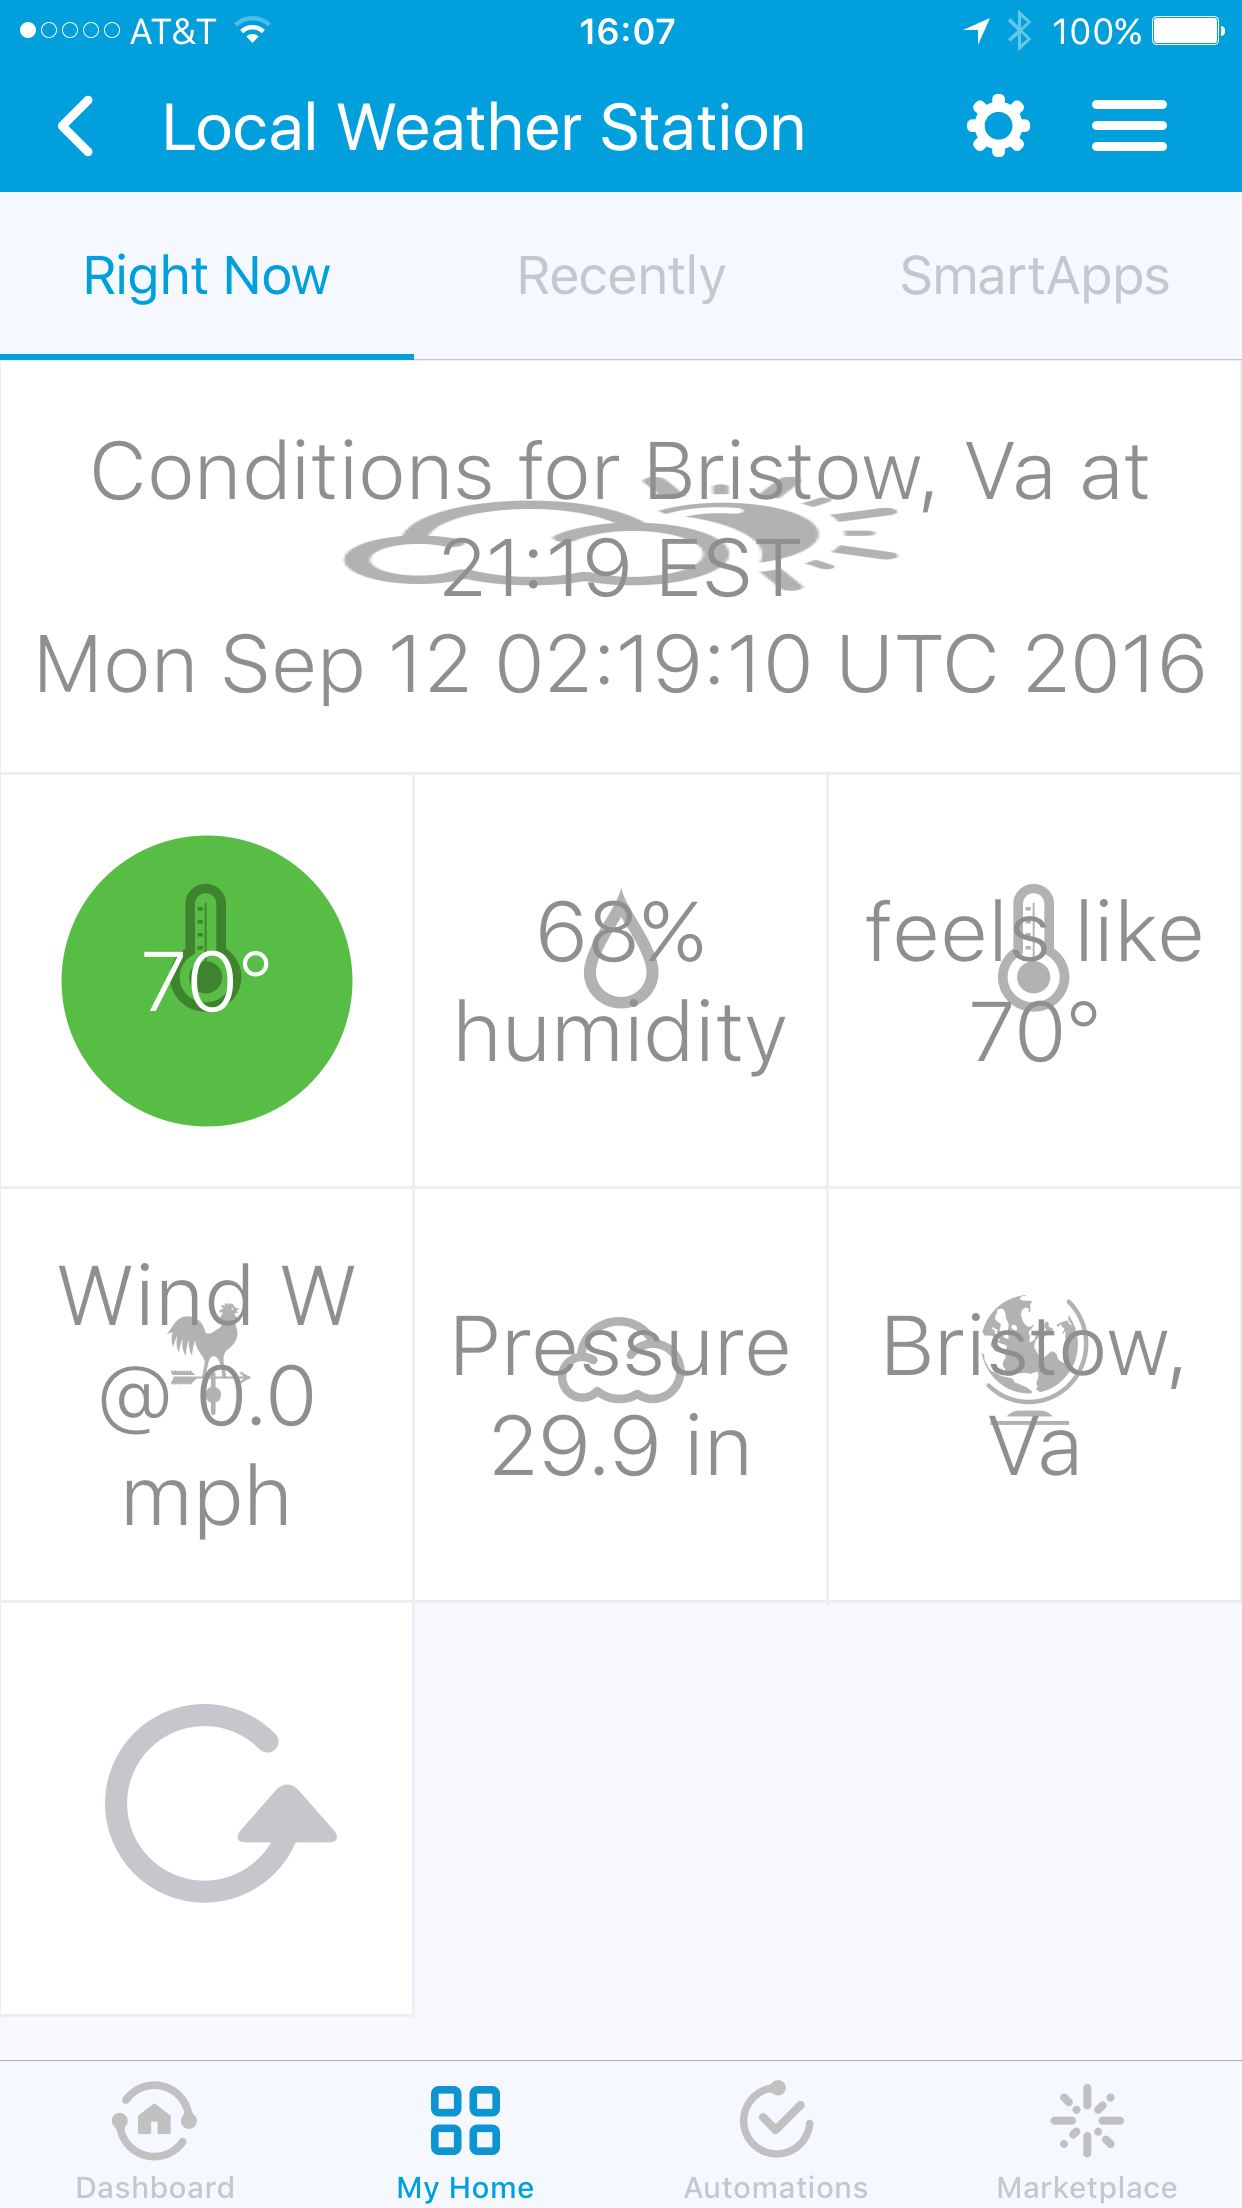 AT&T 16:07 100%
Local Weather Station
Right Now Recently SmartApps
Conditions for Bristow, Va at
21:19 EST
Mon Sep 12 02:19:10 UTC 2016
70°
68%
humidity
feels like
70°
Wind W
@ 0.0
mph
Pressure
29.9 in
Bristow,
Va
Dashboard My Home Automations Marketplace